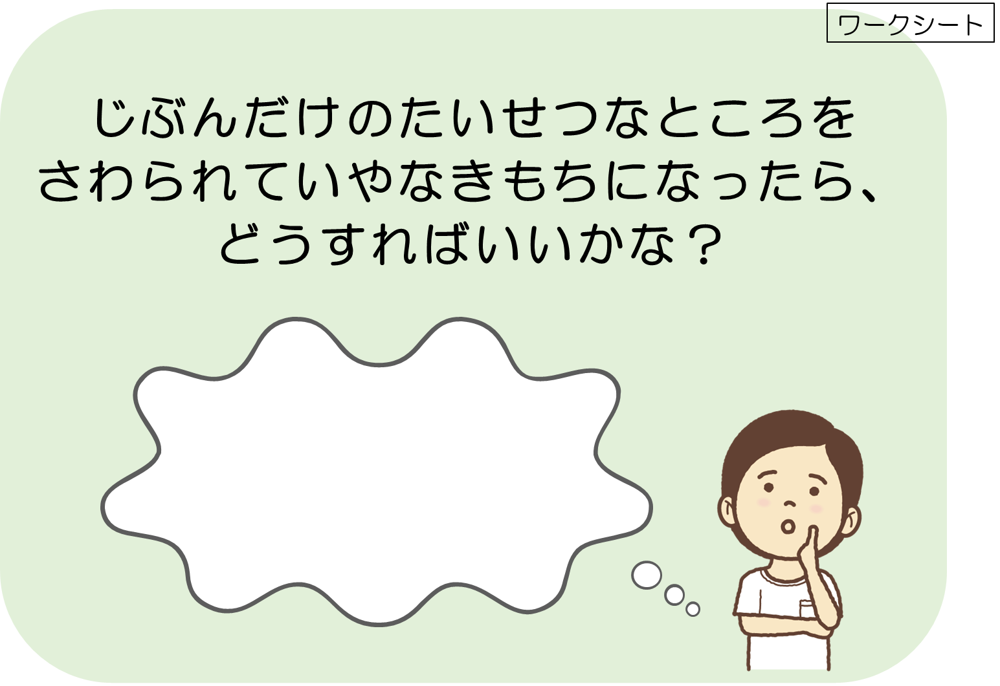 ワークシート
じぶんだけのたいせつなところを
さわられていやなきもちになったら、
どうすればいいかな？